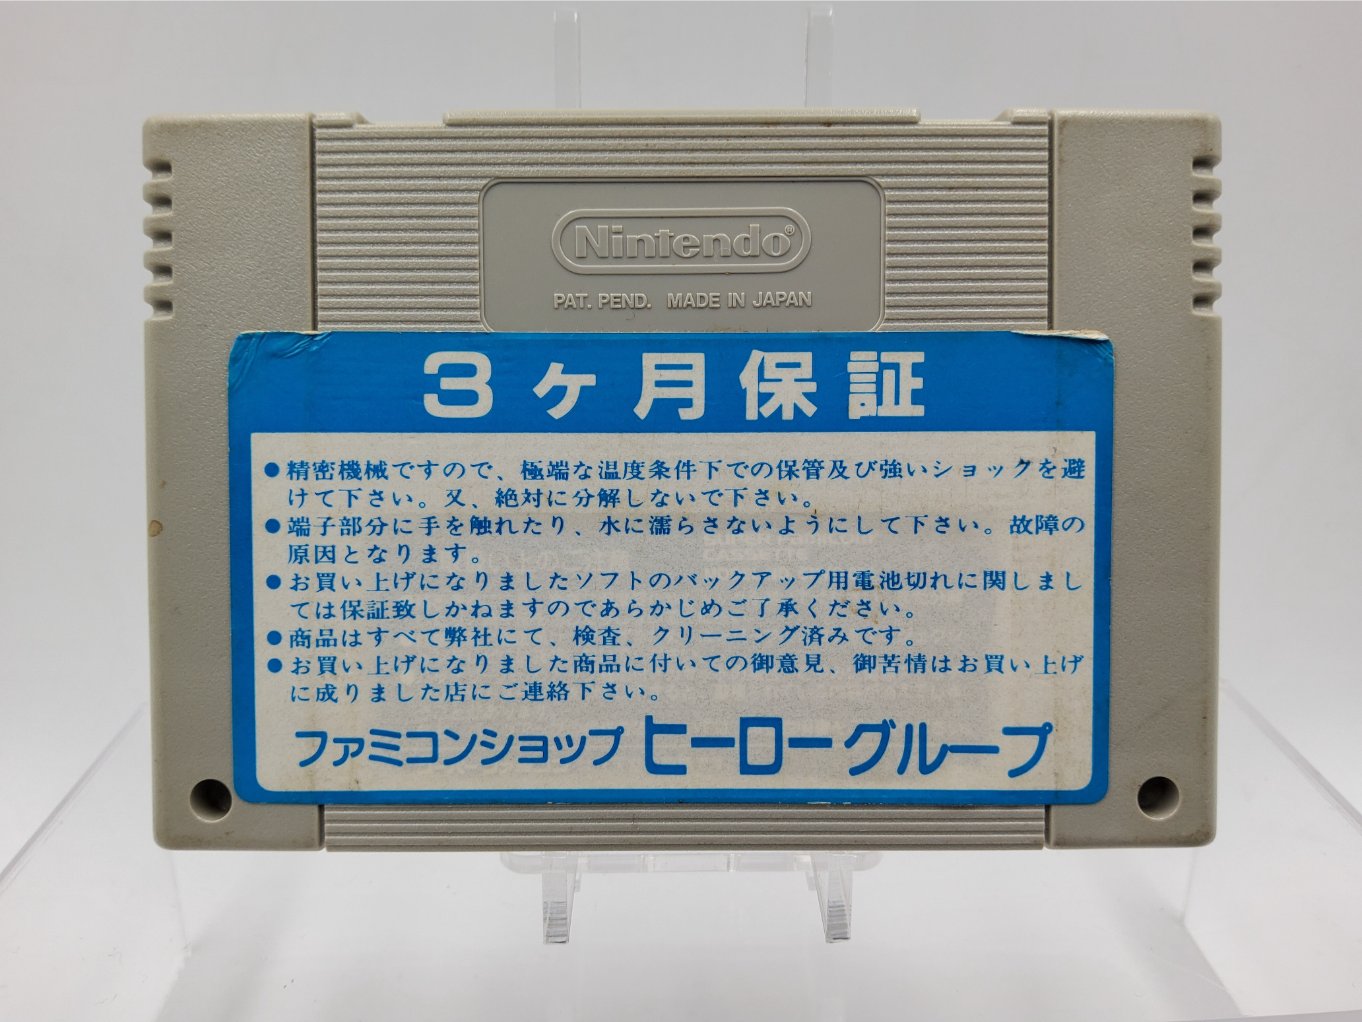 Nintendo®
PAT. PEND. MADE IN JAPAN
3ヶ月保証
●精密機械ですので、極端な温度条件下での保管及び強いショックを避
けて下さい。又、絶対に分解しないで下さい。
●端子部分に手を触れたり、水に濡らさないようにして下さい。故障の
原因となります。
●お買い上げになりましたソフトのバックアップ用電池切れに関しまし
ては保証致しかねますのであらかじめご了承ください。
●商品はすべて弊社にて、検査、クリーニング済みです。
●お買い上げになりました商品に付いての御意見、御苦情はお買い上げ
に成りました店にご連絡下さい。
ファミコンショップ ヒーローグループ